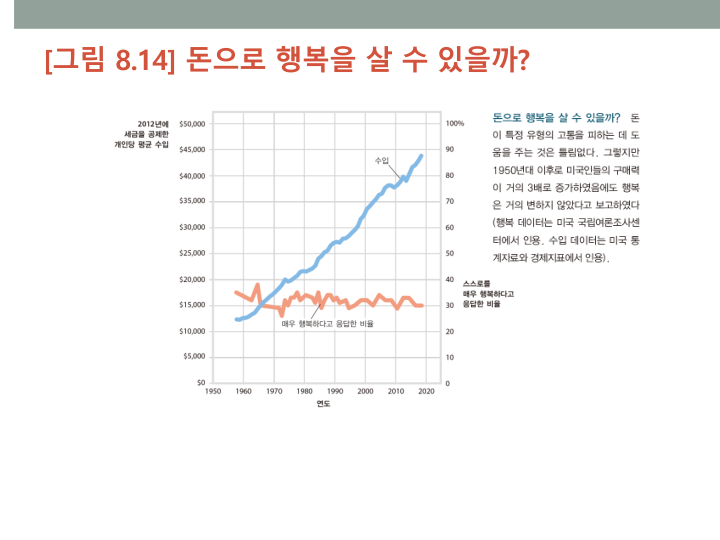 [그림 8.14] 돈으로 행복을 살 수 있을까?
2012년에
세금을 공제한
개인당 평균 수입
$50,000
$45,000
$40,000
$35,000
$30,000
$25,000
$20,000
$15,000
$10,000
$5,000
$0
수입
매우 행복하다고 응답한 비율
100%
90
80
70
60
50
40
30
20
10
0
1950 1960 1970 1980 1990 2000 2010 2020
연도
스스로를
매우 행복하다고
응답한 비율
돈으로 행복을 살 수 있을까? 돈
이 특정 유형의 고통을 피하는 데 도
움을 주는 것은 틀림없다. 그렇지만
1950년대 이후로 미국인들의 구매력
이 거의 3배로 증가하였음에도 행복
은 거의 변하지 않았다고 보고하였다
(행복 데이터는 미국 국립여론조사센
터에서 인용. 수입 데이터는 미국 통
계자료와 경제지표에서 인용).